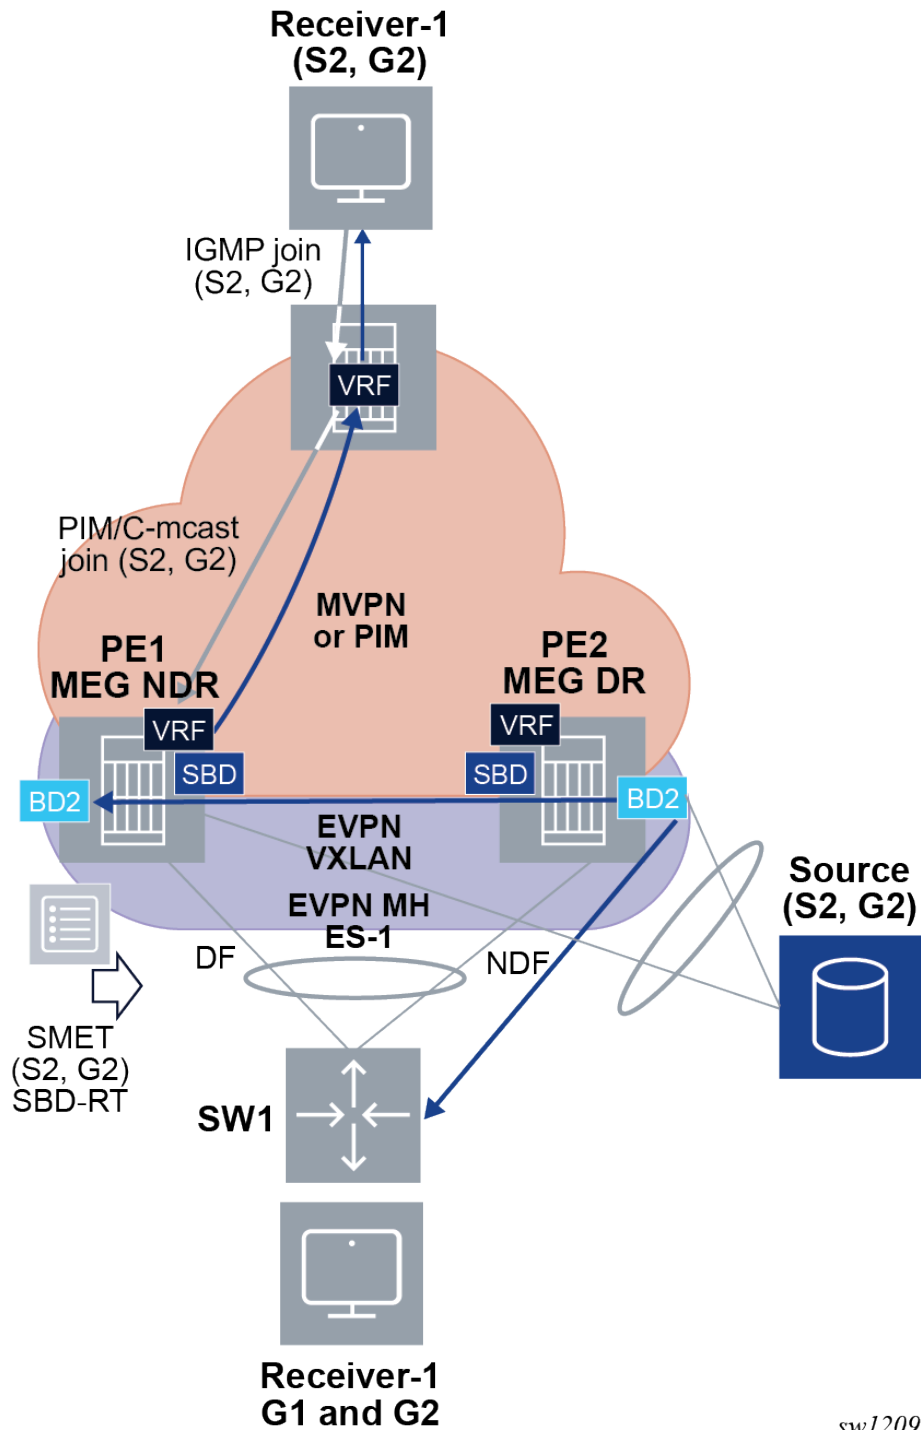 Receiver-1
(S2, G2)
IGMP join
(S2, G2)
VRF
PIM/C-mcast
join (S2, G2)
MVPN
or PIM
PE1
MEG NDR
PE2
MEG DR
VRF
VRF
SBD
SBD
BD2
BD2
EVPN
VXLAN
Source
(S2, G2)
EVPN MH
ES-1
DF
NDF
SMET
(S2, G2)
SBD-RT
SW1
Receiver-1
G1 and G2
sw1209